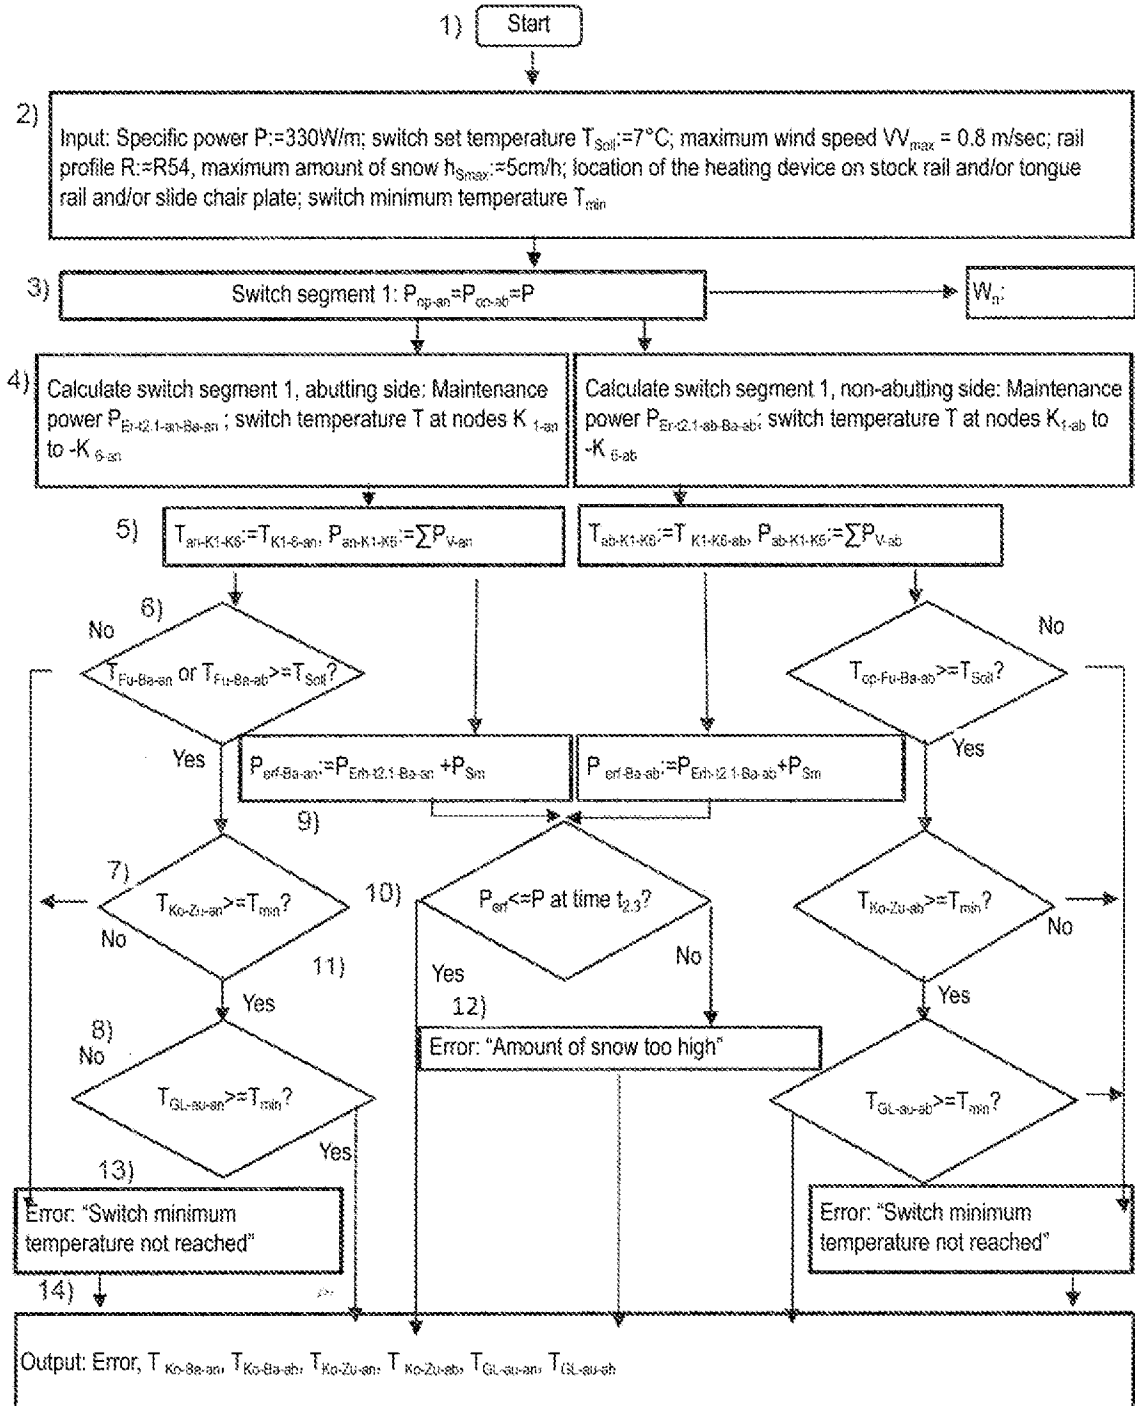 1) Start
2)
Input: Specific power P:=330W/m; switch set temperature T_Soll:=7°C; maximum wind speed VV_max = 0.8 m/sec; rail
profile R:=R54, maximum amount of snow h_Smax:=5cm/h; location of the heating device on stock rail and/or tongue
rail and/or slide chair plate; switch minimum temperature T_min
3)
Switch segment 1: P_op-an=P_op-ab=P
W_n:
4)
Calculate switch segment 1, abutting side: Maintenance
power P_Er-t2.1-an-Ba-an ; switch temperature T at nodes K_1-an
to -K_6-an
Calculate switch segment 1, non-abutting side: Maintenance
power P_Er-t2.1-ab-Ba-ab; switch temperature T at nodes K_1-ab to
-K_6-ab
5)
T_an-K1-K6:=T_K1-6-an, P_an-K1-K5:=∑P_V-an
T_ab-K1-K6:=T_K1-K6-ab, P_ab-K1-K5:=∑P_V-ab
6)
No
T_Fu-Ba-an or T_Fu-Ba-ab>=T_Soll?
Yes
No
T_op-Fu-Ba-ab>=T_Soll?
Yes
P_erf-Ba-an:=P_Erh-t2.1-Ba-an +P_Sm
P_erf-Ba-ab:=P_Erh-t2.1-Ba-ab+P_Sm
9)
7)
T_Ko-Zu-an>=T_min?
No
Yes
10)
P_erf<=P at time t_2.3?
Yes
No
T_Ko-Zu-ab>=T_min?
No
Yes
11)
12)
Error: "Amount of snow too high"
8)
No
T_GL-au-an>=T_min?
Yes
T_GL-au-ab>=T_min?
13)
Error: "Switch minimum
temperature not reached"
Error: "Switch minimum
temperature not reached"
14)
Output: Error, T_Ko-Ba-an, T_Ko-Ba-ab, T_Ko-Zu-an, T_Ko-Zu-ab, T_GL-au-an, T_GL-au-ab